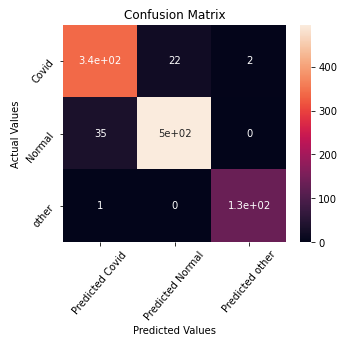 Confusion Matrix
Actual Values
Covid
3.4e+02
22
2
Normal
35
5e+02
0
other
1
0
1.3e+02
Predicted Covid
Predicted Normal
Predicted other
Predicted Values
400
300
200
100
0